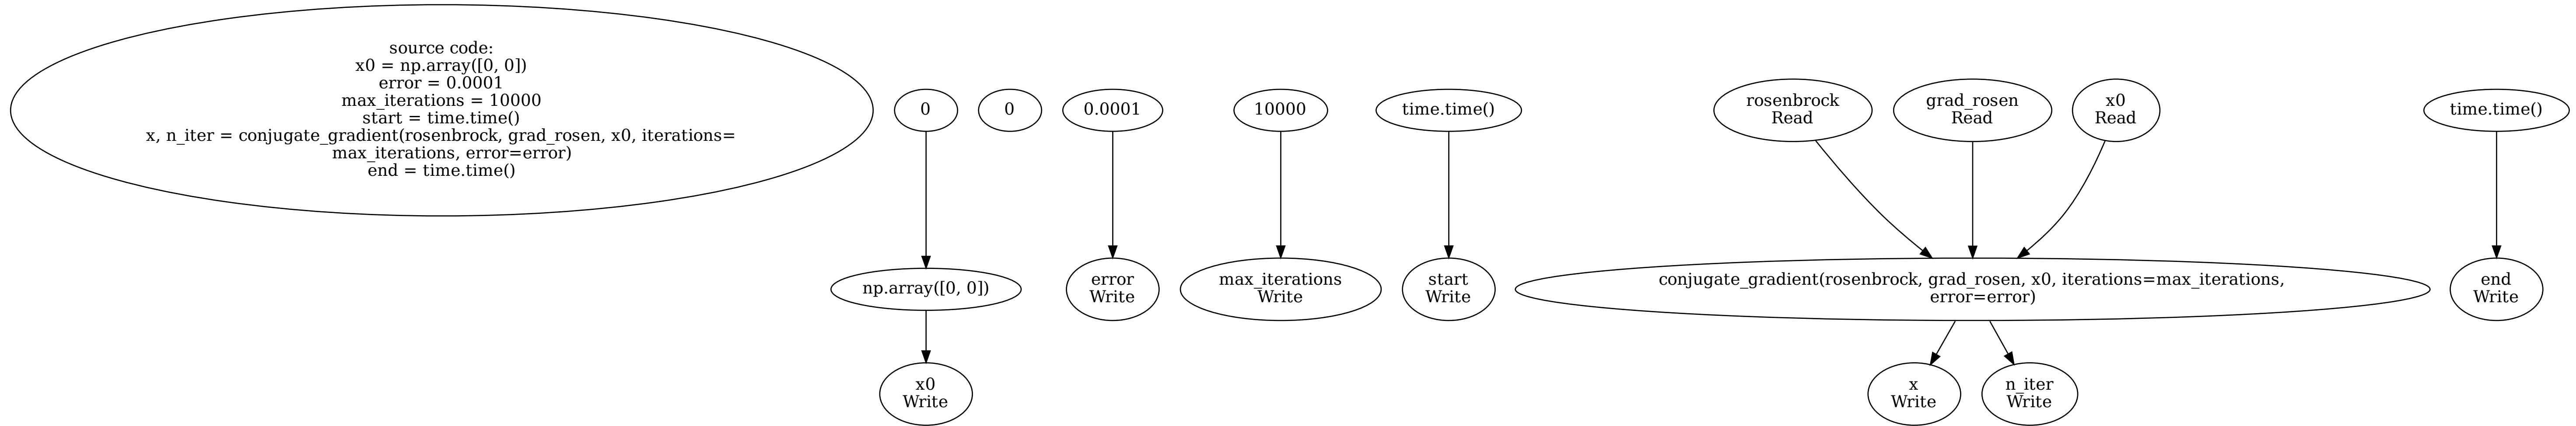 source code:
x0 = np.array([0, 0])
error = 0.0001
max_iterations = 10000
start = time.time()
x, n_iter = conjugate_gradient(rosenbrock, grad_rosen, x0, iterations=
max_iterations, error=error)
end = time.time()
0
0
0.0001
10000
time.time()
rosenbrock
Read
grad_rosen
Read
x0
Read
time.time()
np.array([0, 0])
error
Write
max_iterations
Write
start
Write
conjugate_gradient(rosenbrock, grad_rosen, x0, iterations=max_iterations,
error=error)
end
Write
x0
Write
x
Write
n_iter
Write